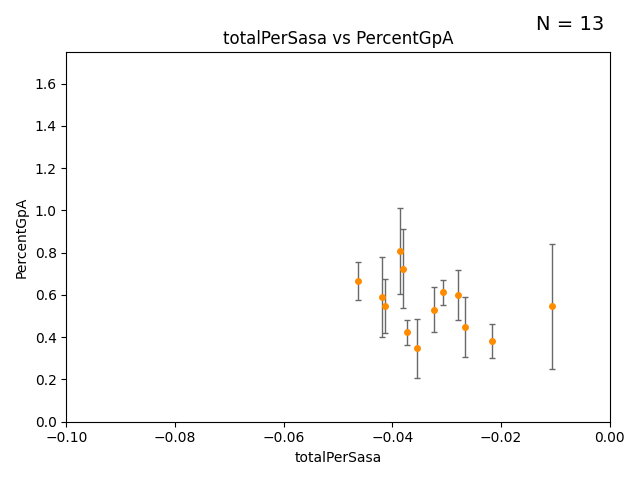 N = 13
totalPerSasa vs PercentGpA
1.6
1.4
1.2
1.0
0.8
0.6
0.4
0.2
0.0
PercentGpA
−0.10 −0.08 −0.06 −0.04 −0.02 0.00
totalPerSasa